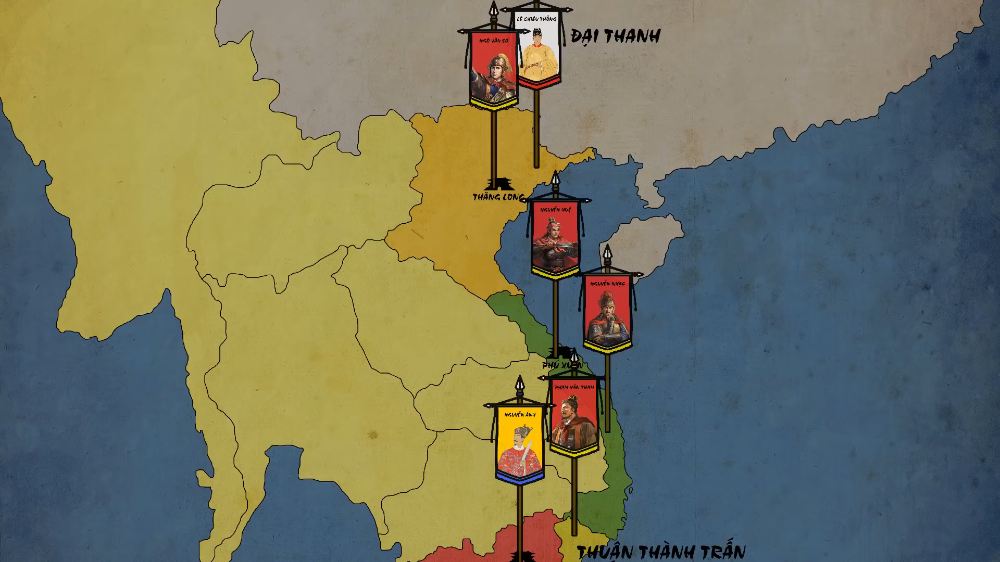 LÊ CHIÊU THỐNG
ĐẠI THANH
NGÔ VĂN SỞ
THĂNG LONG
NGUYỄN HUỆ
NGUYỄN NHẠC
PHÚ XUÂN
PHẠM VĂN THAM
NGUYỄN ÁNH
THUẬN THÀNH TRẤN